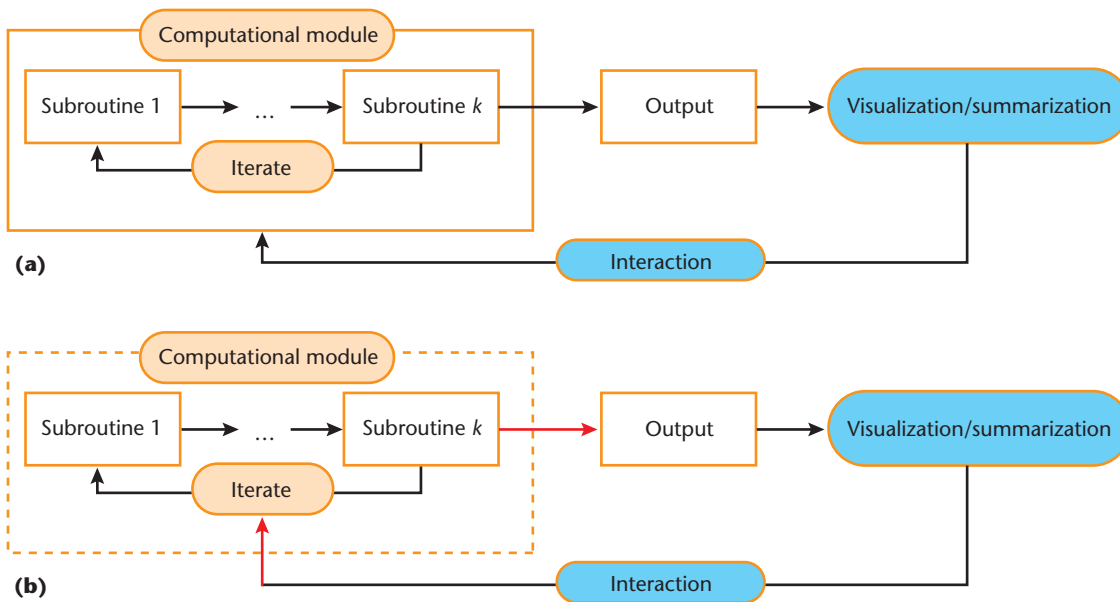 Computational module
Subroutine 1
...
Subroutine k
Output
Visualization/summarization
Iterate
Interaction
(a)
Computational module
Subroutine 1
...
Subroutine k
Output
Visualization/summarization
Iterate
Interaction
(b)